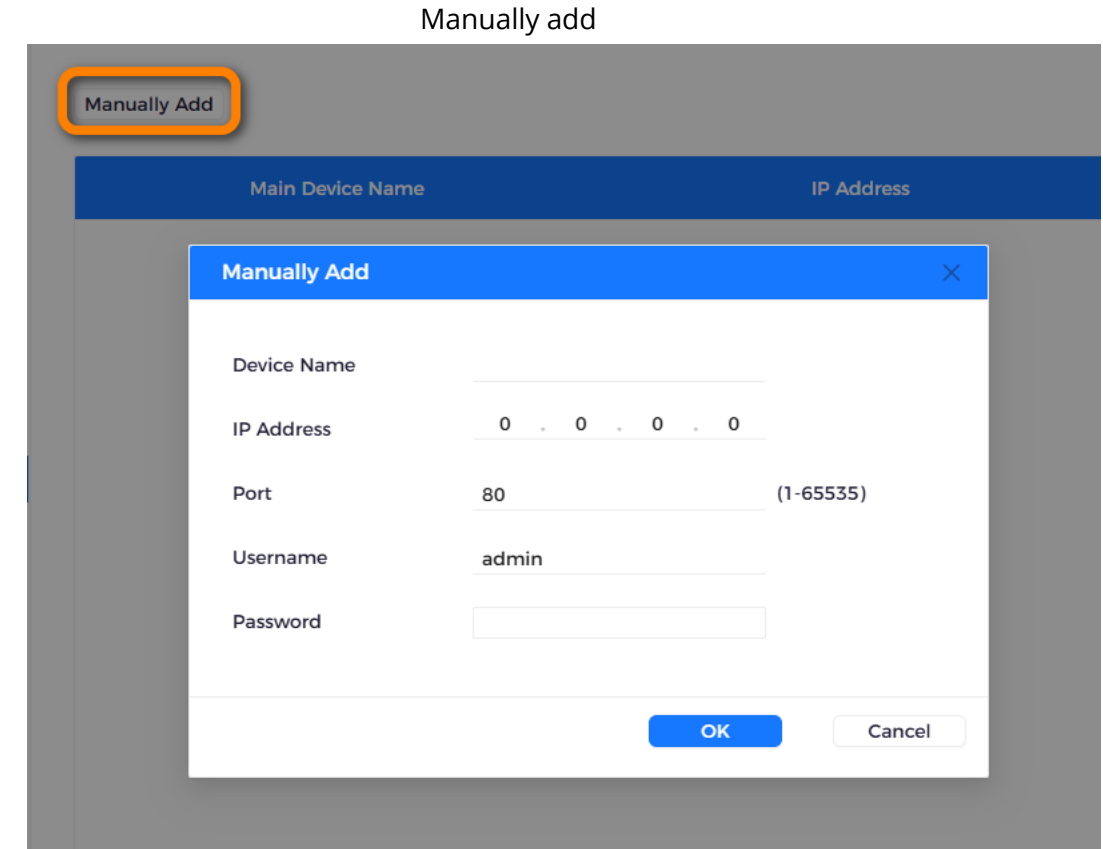 Manually add
Manually Add
Main Device Name IP Address
Manually Add
Device Name
IP Address 0 . 0 . 0 . 0
Port 80 (1-65535)
Username admin
Password
OK Cancel